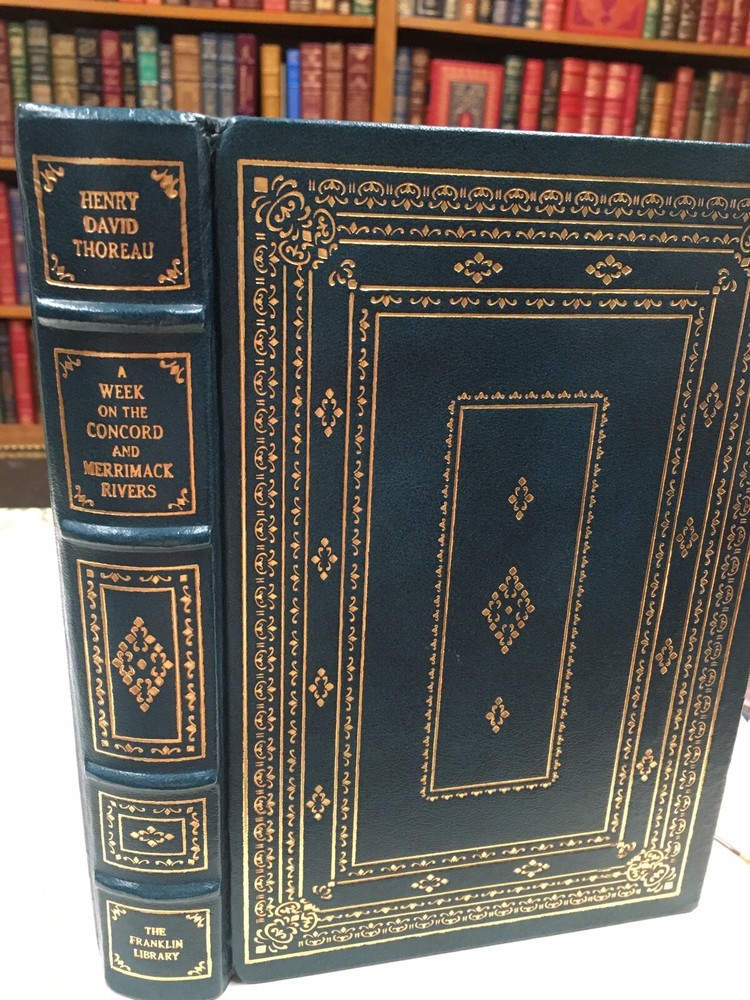 HENRY
DAVID
THOREAU
A
WEEK
ON THE
CONCORD
AND
MERRIMACK
RIVERS
THE
FRANKLIN
LIBRARY